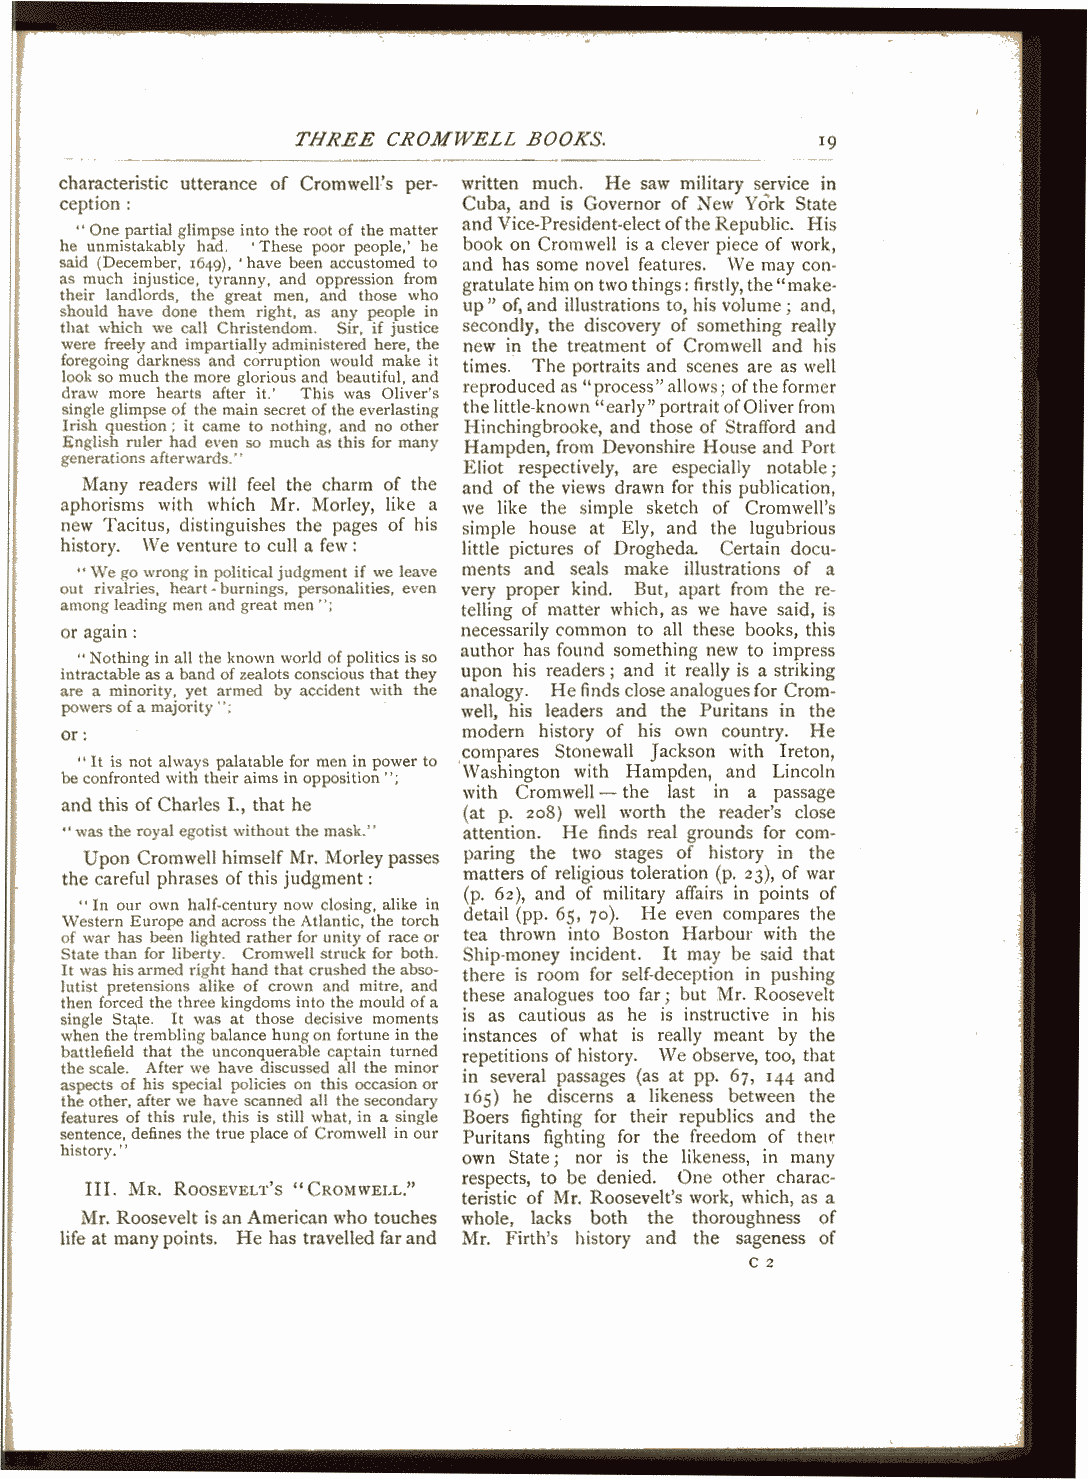 THREE CROMWELL BOOKS. 19
characteristic utterance of Cromwell's per-
ception :
"One partial glimpse into the root of the matter
he unmistakably had. 'These poor people,' he
said (December, 1649), 'have been accustomed to
as much injustice, tyranny, and oppression from
their landlords, the great men, and those who
should have done them right, as any people in
that which we call Christendom. Sir, if justice
were freely and impartially administered here, the
foregoing darkness and corruption would make it
look so much the more glorious and beautiful, and
draw more hearts after it.' This was Oliver's
single glimpse of the main secret of the everlasting
Irish question ; it came to nothing, and no other
English ruler had even so much as this for many
generations afterwards."
Many readers will feel the charm of the
aphorisms with which Mr. Morley, like a
new Tacitus, distinguishes the pages of his
history. We venture to cull a few :
"We go wrong in political judgment if we leave
out rivalries, heart-burnings, personalities, even
among leading men and great men";
or again :
"Nothing in all the known world of politics is so
intractable as a band of zealots conscious that they
are a minority, yet armed by accident with the
powers of a majority";
or :
"It is not always palatable for men in power to
be confronted with their aims in opposition";
and this of Charles I., that he
"was the royal egotist without the mask."
Upon Cromwell himself Mr. Morley passes
the careful phrases of this judgment :
"In our own half-century now closing, alike in
Western Europe and across the Atlantic, the torch
of war has been lighted rather for unity of race or
State than for liberty. Cromwell struck for both.
It was his armed right hand that crushed the abso-
lutist pretensions alike of crown and mitre, and
then forced the three kingdoms into the mould of a
single State. It was at those decisive moments
when the trembling balance hung on fortune in the
battlefield that the unconquerable captain turned
the scale. After we have discussed all the minor
aspects of his special policies on this occasion or
the other, after we have scanned all the secondary
features of this rule, this is still what, in a single
sentence, defines the true place of Cromwell in our
history."
III. MR. ROOSEVELT'S "CROMWELL."
Mr. Roosevelt is an American who touches
life at many points. He has travelled far and
written much. He saw military service in
Cuba, and is Governor of New York State
and Vice-President-elect of the Republic. His
book on Cromwell is a clever piece of work,
and has some novel features. We may con-
gratulate him on two things: firstly, the "make-
up" of, and illustrations to, his volume ; and,
secondly, the discovery of something really
new in the treatment of Cromwell and his
times. The portraits and scenes are as well
reproduced as "process" allows; of the former
the little-known "early" portrait of Oliver from
Hinchingbrooke, and those of Strafford and
Hampden, from Devonshire House and Port
Eliot respectively, are especially notable;
and of the views drawn for this publication,
we like the simple sketch of Cromwell's
simple house at Ely, and the lugubrious
little pictures of Drogheda. Certain docu-
ments and seals make illustrations of a
very proper kind. But, apart from the re-
telling of matter which, as we have said, is
necessarily common to all these books, this
author has found something new to impress
upon his readers ; and it really is a striking
analogy. He finds close analogues for Crom-
well, his leaders and the Puritans in the
modern history of his own country. He
compares Stonewall Jackson with Ireton,
Washington with Hampden, and Lincoln
with Cromwell — the last in a passage
(at p. 208) well worth the reader's close
attention. He finds real grounds for com-
paring the two stages of history in the
matters of religious toleration (p. 23), of war
(p. 62), and of military affairs in points of
detail (pp. 65, 70). He even compares the
tea thrown into Boston Harbour with the
Ship-money incident. It may be said that
there is room for self-deception in pushing
these analogues too far ; but Mr. Roosevelt
is as cautious as he is instructive in his
instances of what is really meant by the
repetitions of history. We observe, too, that
in several passages (as at pp. 67, 144 and
165) he discerns a likeness between the
Boers fighting for their republics and the
Puritans fighting for the freedom of their
own State; nor is the likeness, in many
respects, to be denied. One other charac-
teristic of Mr. Roosevelt's work, which, as a
whole, lacks both the thoroughness of
Mr. Firth's history and the sageness of
C 2